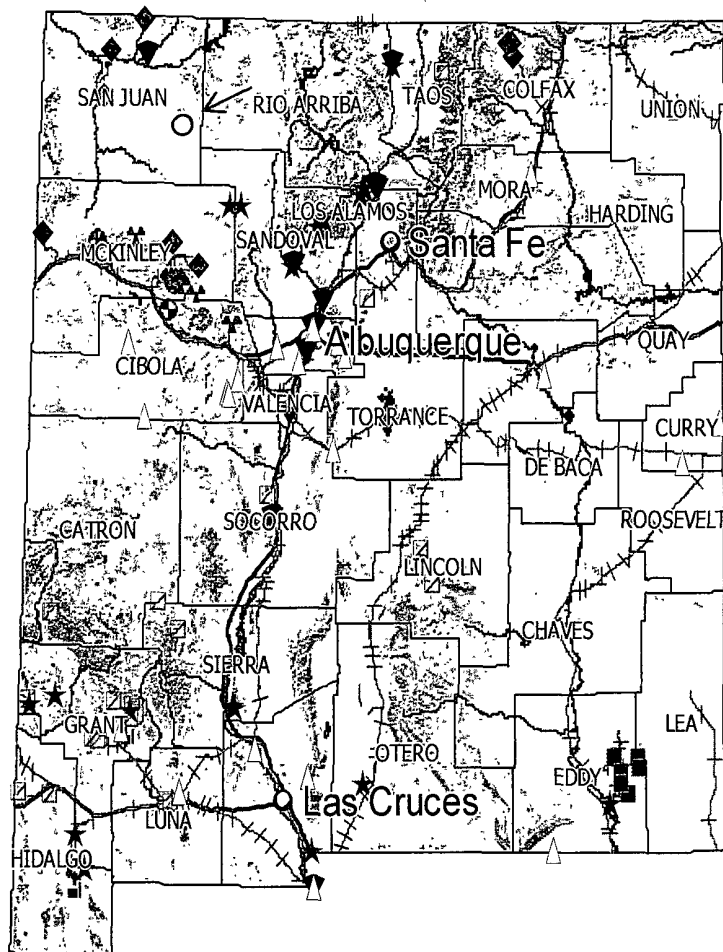 SAN JUAN
RIO ARRIBA
TAOS
COLFAX
UNION
MORA
LOS ALAMOS
HARDING
MCKINLEY
SANDOVAL
Santa Fe
Albuquerque
QUAY
CIBOLA
VALENCIA
TORRANCE
CURRY
DE BACA
CATRON
SOCORRO
ROOSEVELT
LINCOLN
CHAVES
SIERRA
GRANT
LEA
OTERO
EDDY
Las Cruces
LUNA
HIDALGO